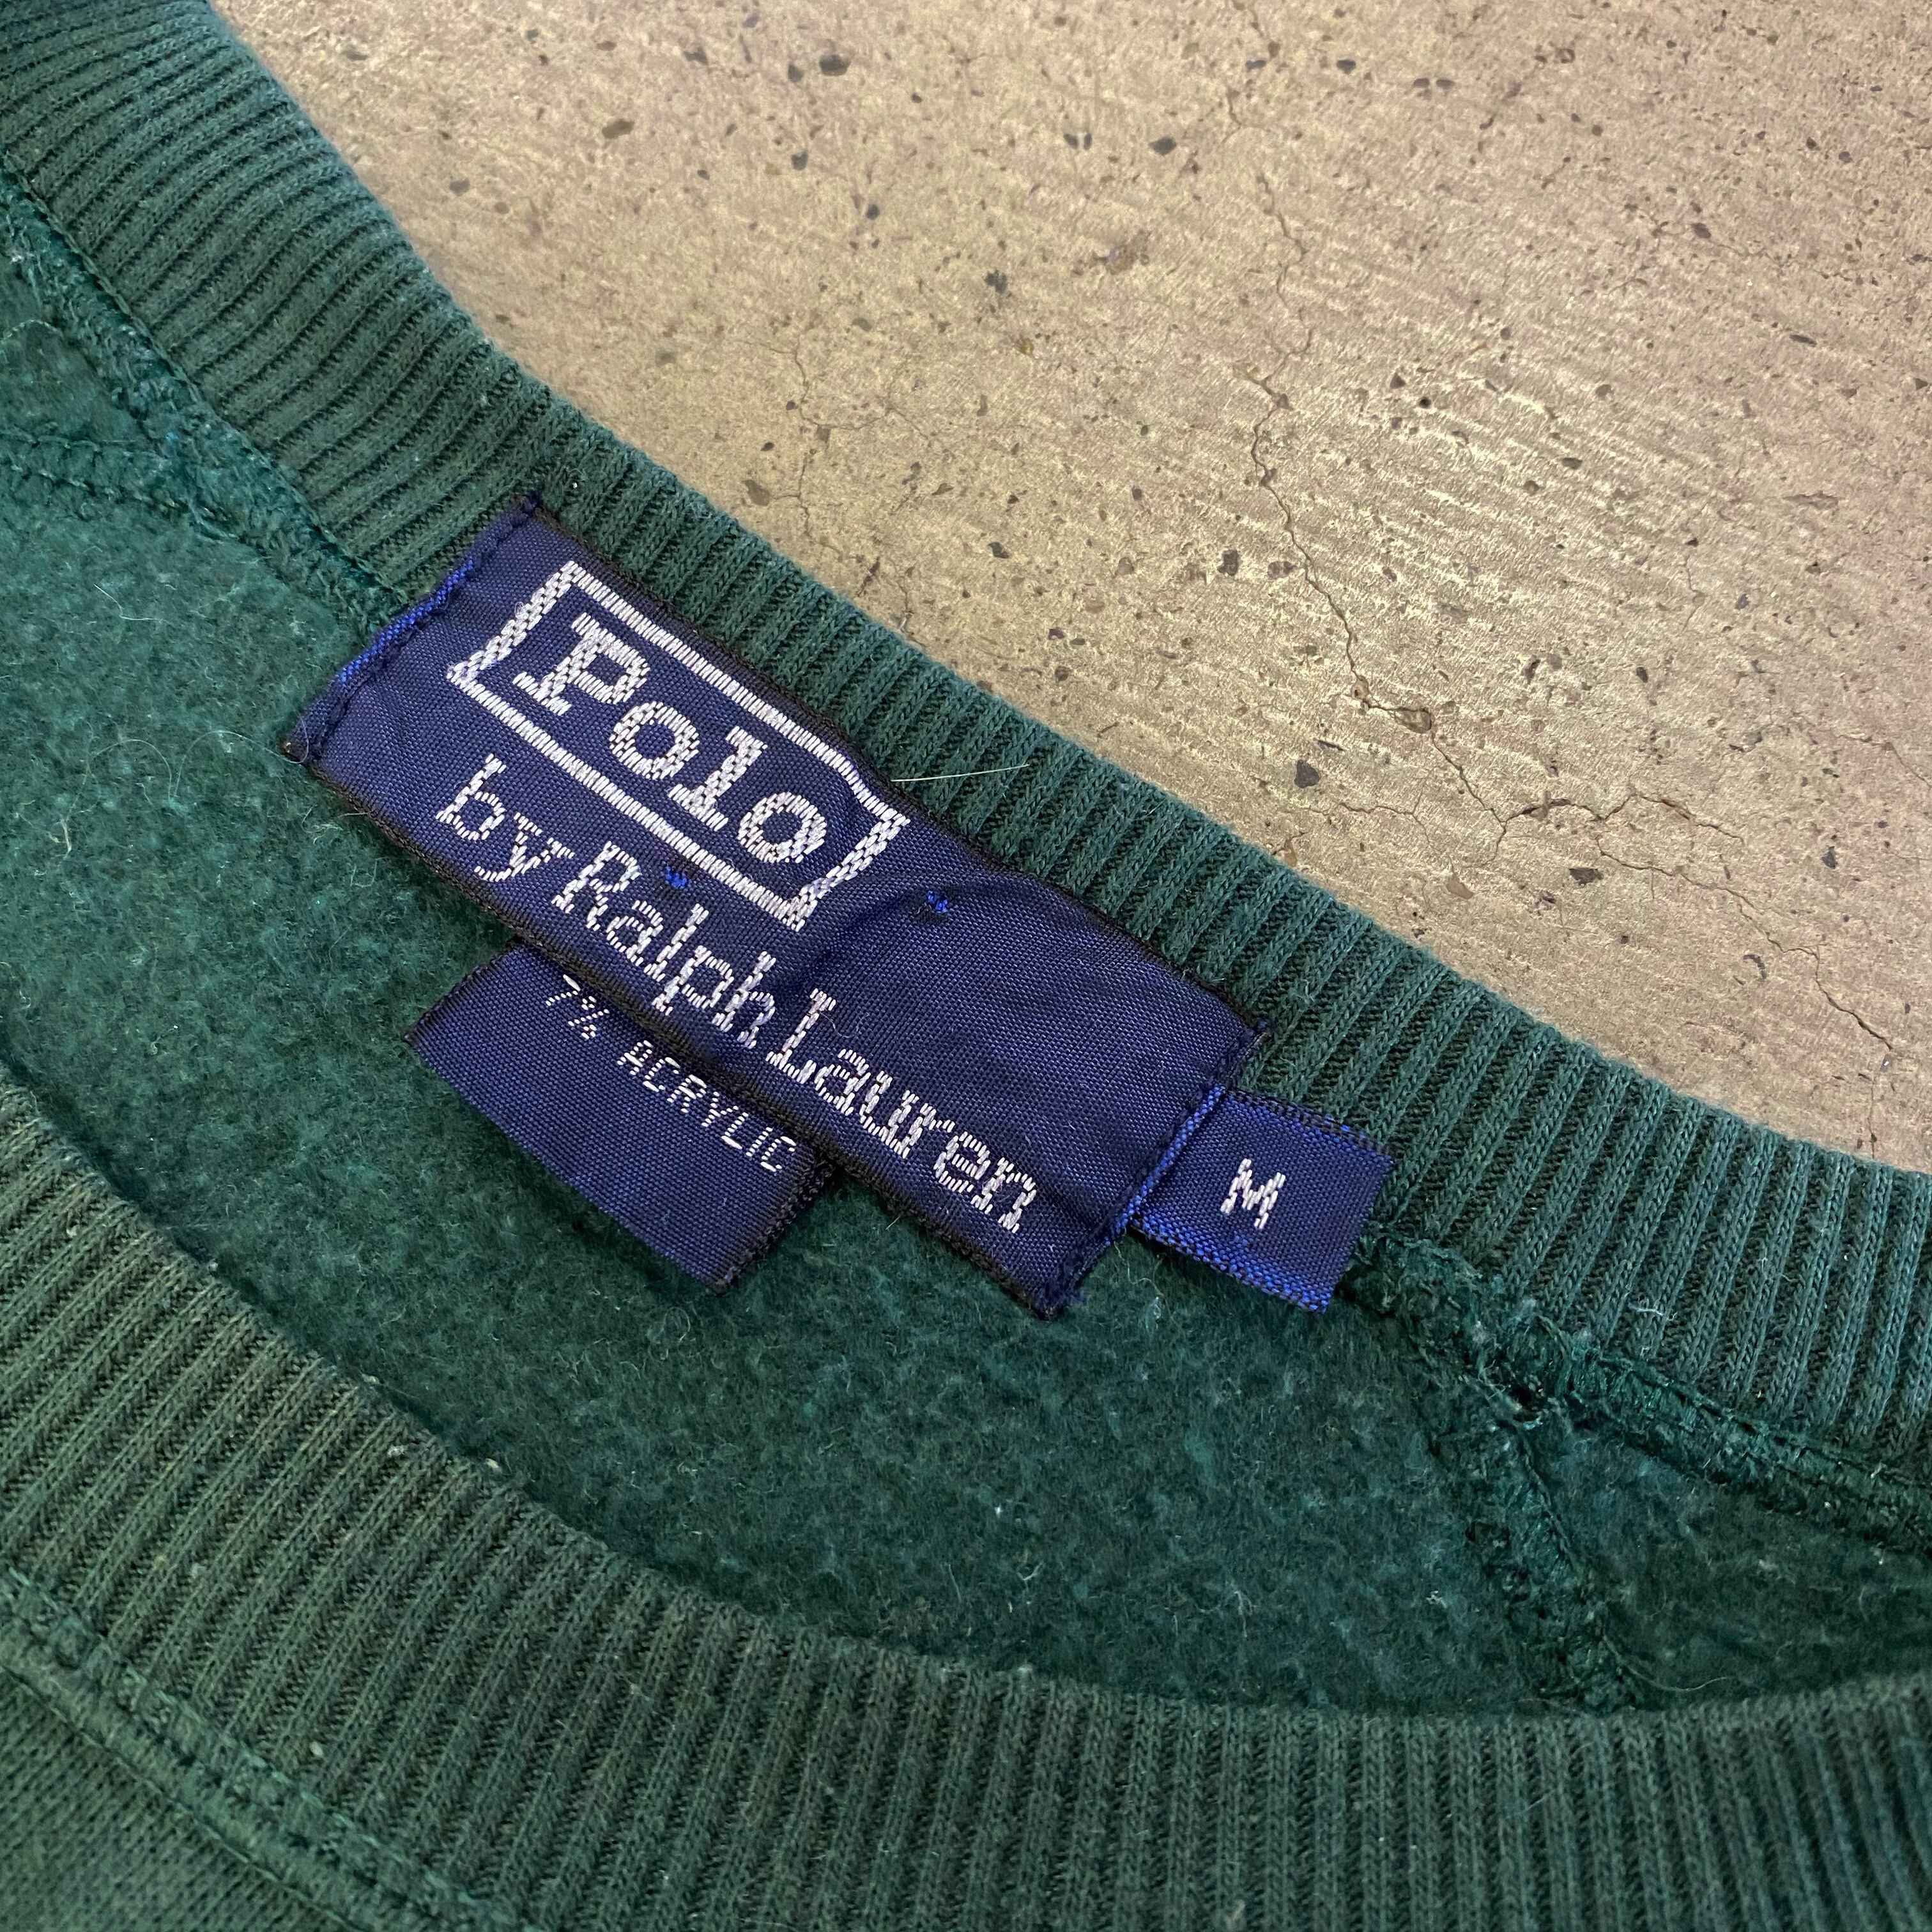 Polo
by Ralph Lauren
7% ACRYLIC
M